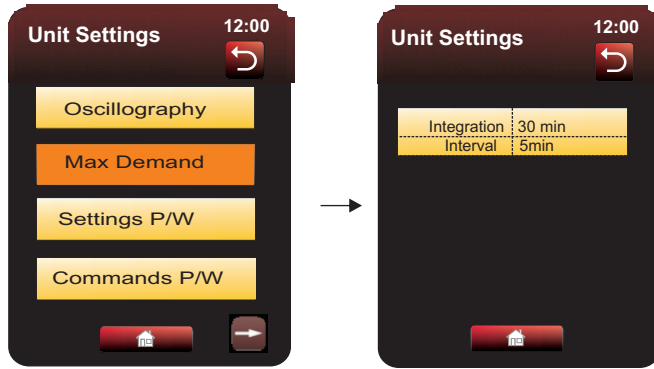 Unit Settings 12:00
Oscillography
Max Demand
Settings P/W
Commands P/W
Unit Settings 12:00
Integration 30 min
Interval 5min